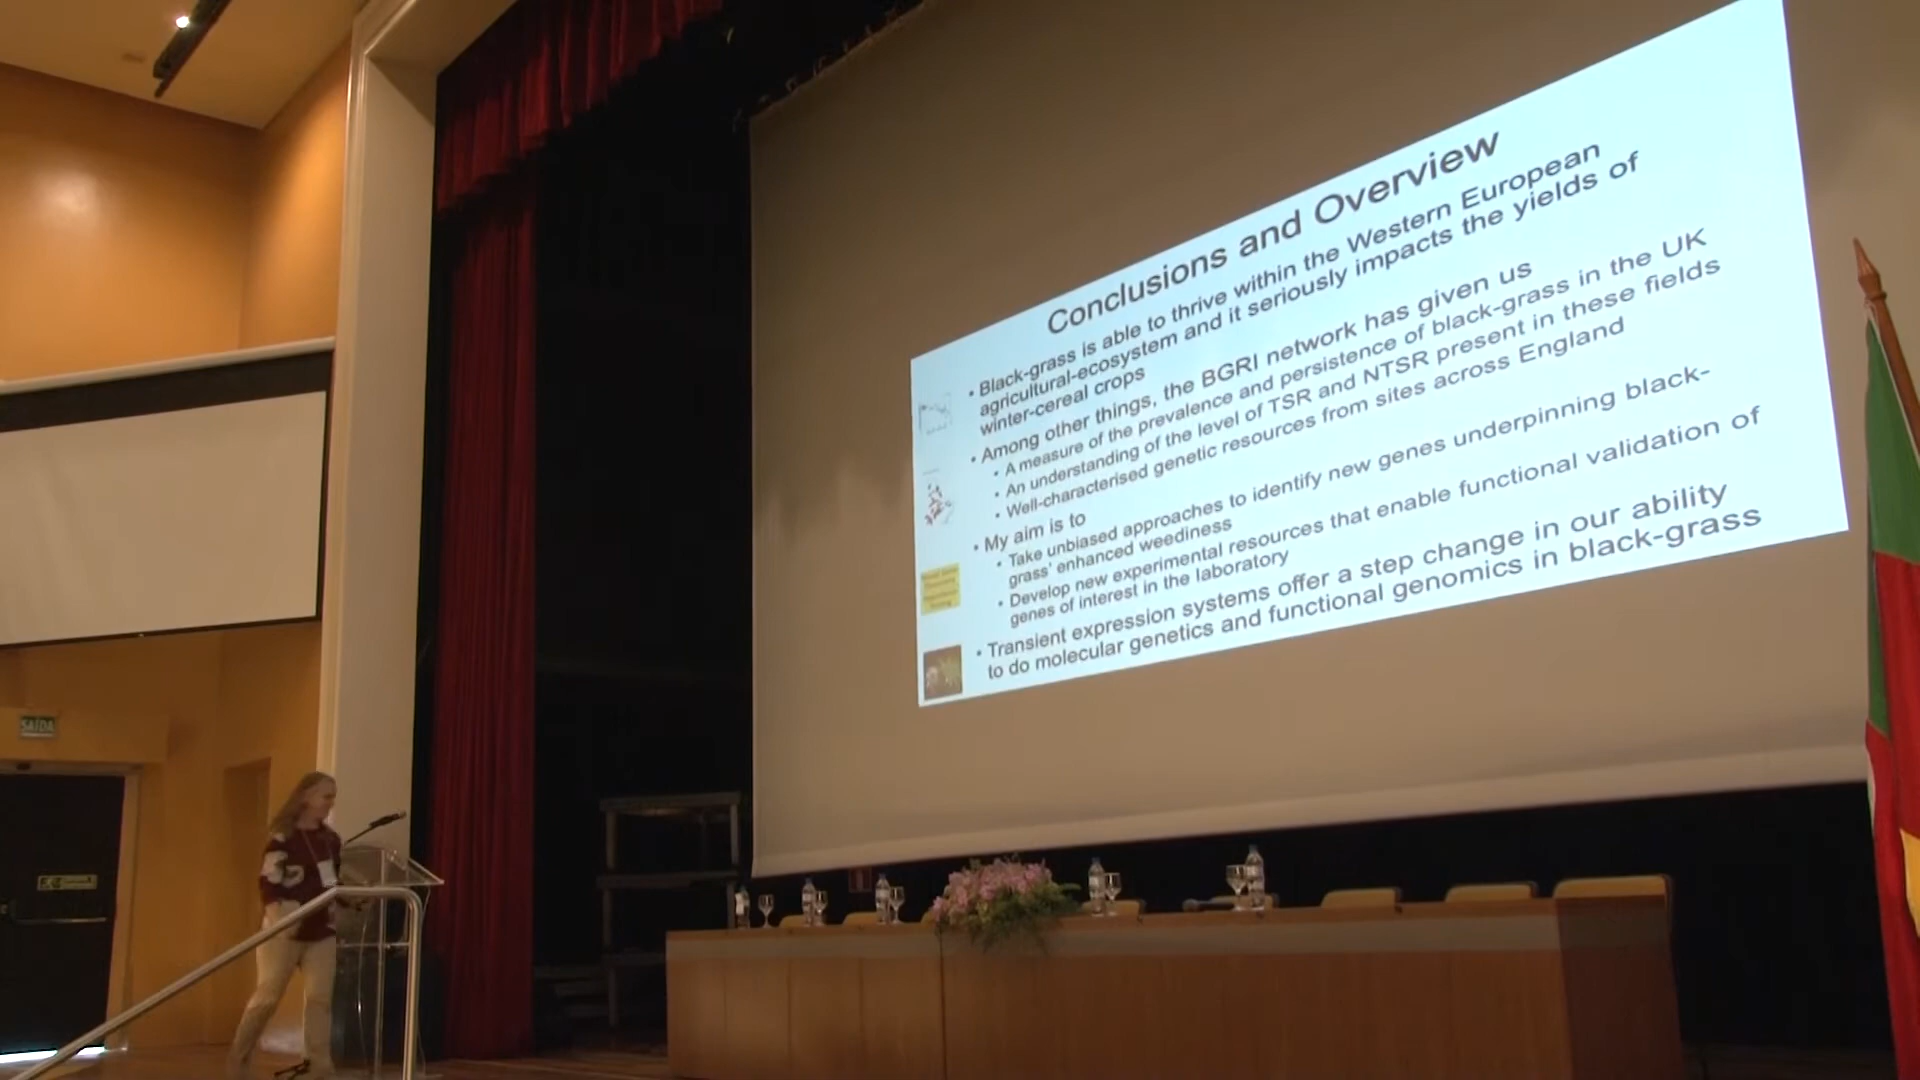 Conclusions and Overview
• Black-grass is able to thrive within the Western European
agricultural-ecosystem and it seriously impacts the yields of
winter-cereal crops
• Among other things, the BGRI network has given us
• A measure of the prevalence and persistence of black-grass in the UK
• An understanding of the level of TSR and NTSR present in these fields
• Well-characterised genetic resources from sites across England
• My aim is to
• Take unbiased approaches to identify new genes underpinning black-
grass' enhanced weediness
• Develop new experimental resources that enable functional validation of
genes of interest in the laboratory
• Transient expression systems offer a step change in our ability
to do molecular genetics and functional genomics in black-grass
SAÍDA